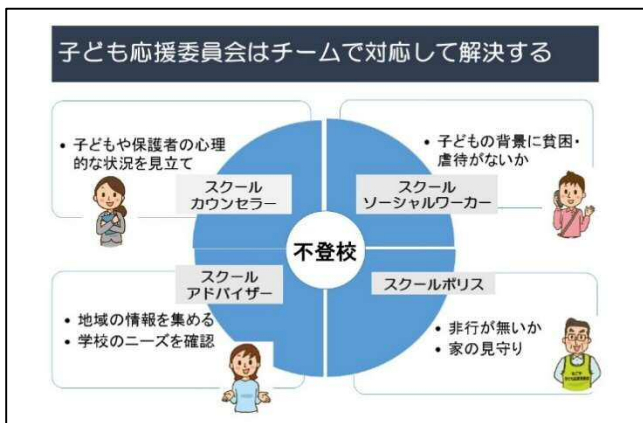 子ども応援委員会はチームで対応して解決する
• 子どもや保護者の心理
的な状況を見立て
スクール
カウンセラー
• 子どもの背景に貧困・
虐待がないか
スクール
ソーシャルワーカー
不登校
スクール
アドバイザー
• 地域の情報を集める
• 学校のニーズを確認
スクールポリス
• 非行が無いか
• 家の見守り